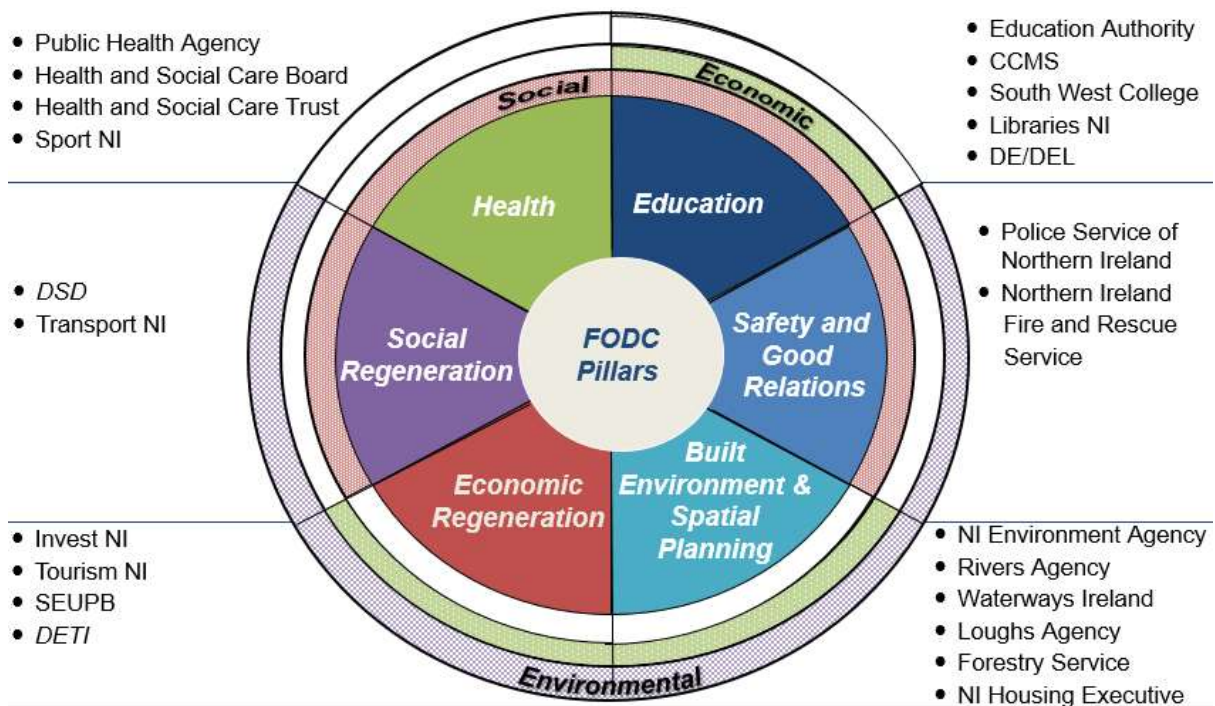 • Public Health Agency
• Health and Social Care Board
• Health and Social Care Trust
• Sport NI
• Education Authority
• CCMS
• South West College
• Libraries NI
• DE/DEL
Social
Economic
Health
Education
• DSD
• Transport NI
Social
Regeneration
FODC
Pillars
Safety and
Good
Relations
• Police Service of
Northern Ireland
• Northern Ireland
Fire and Rescue
Service
Economic
Regeneration
Built
Environment &
Spatial
Planning
• Invest NI
• Tourism NI
• SEUPB
• DETI
Environmental
• NI Environment Agency
• Rivers Agency
• Waterways Ireland
• Loughs Agency
• Forestry Service
• NI Housing Executive